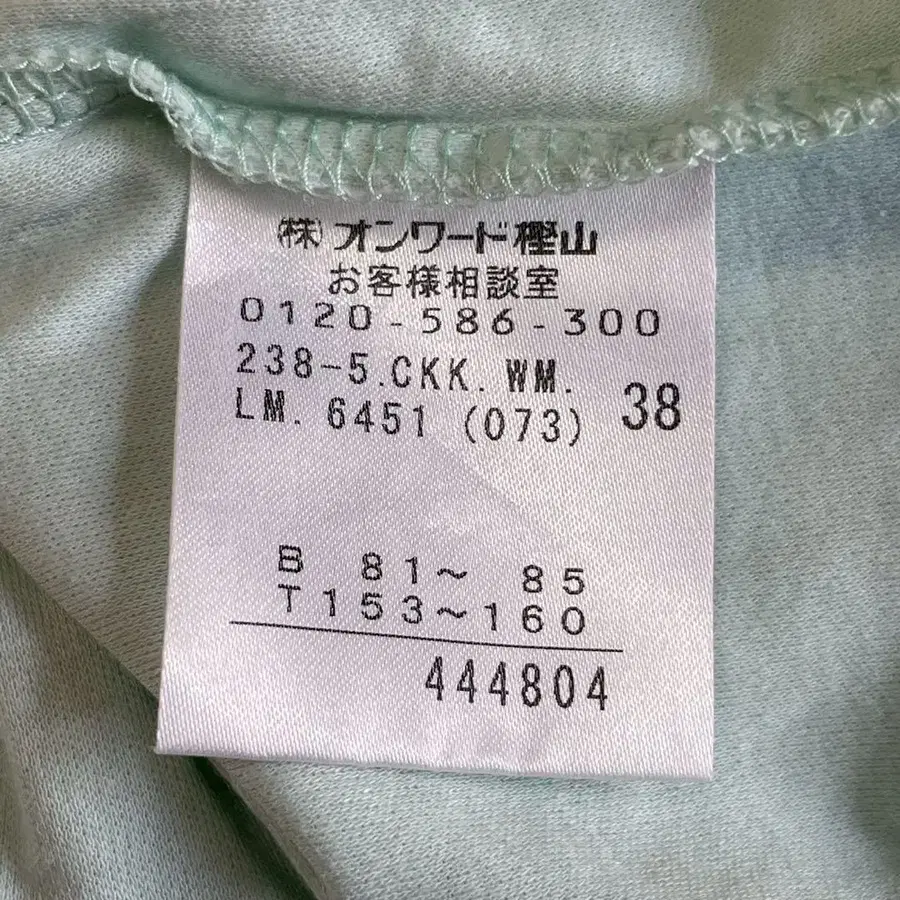 ㈱オンワード樫山
お客様相談室
0120-586-300
238-5.CKK.WM.
LM. 6451 (073) 38
B 81～ 85
T153～160
444804